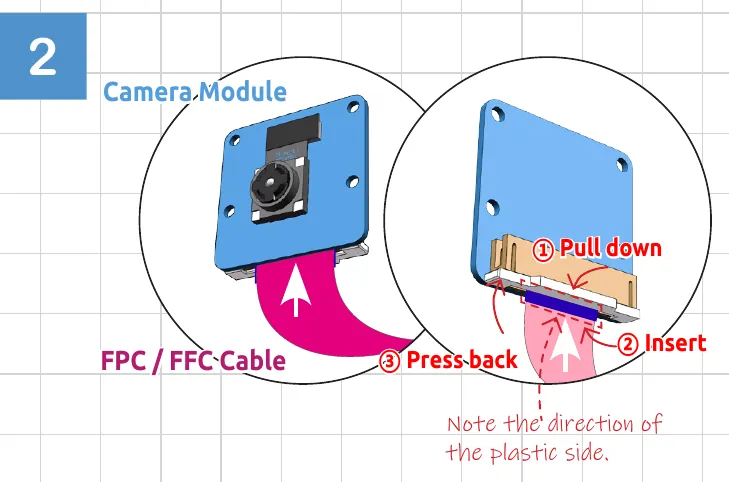 2
Camera Module
① Pull down
② Insert
③ Press back
FPC / FFC Cable
Note the direction of
the plastic side.